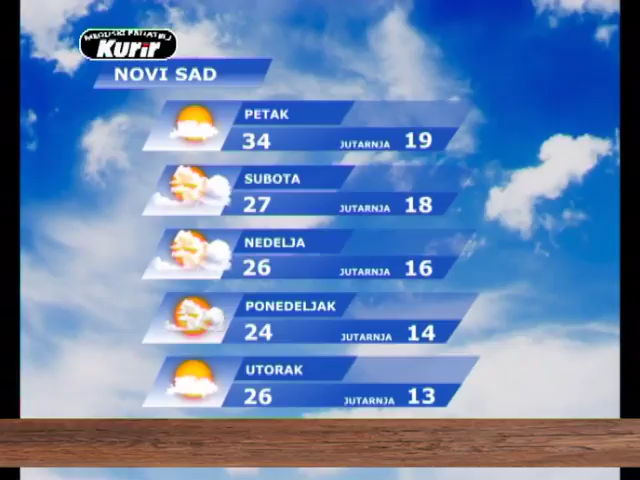 MEDIJSKI
Kurir
NOVI SAD
PETAK
34 JUTARNJA 19
SUBOTA
27 JUTARNJA 18
NEDELJA
26 JUTARNJA 16
PONEDELJAK
24 JUTARNJA 14
UTORAK
26 JUTARNJA 13